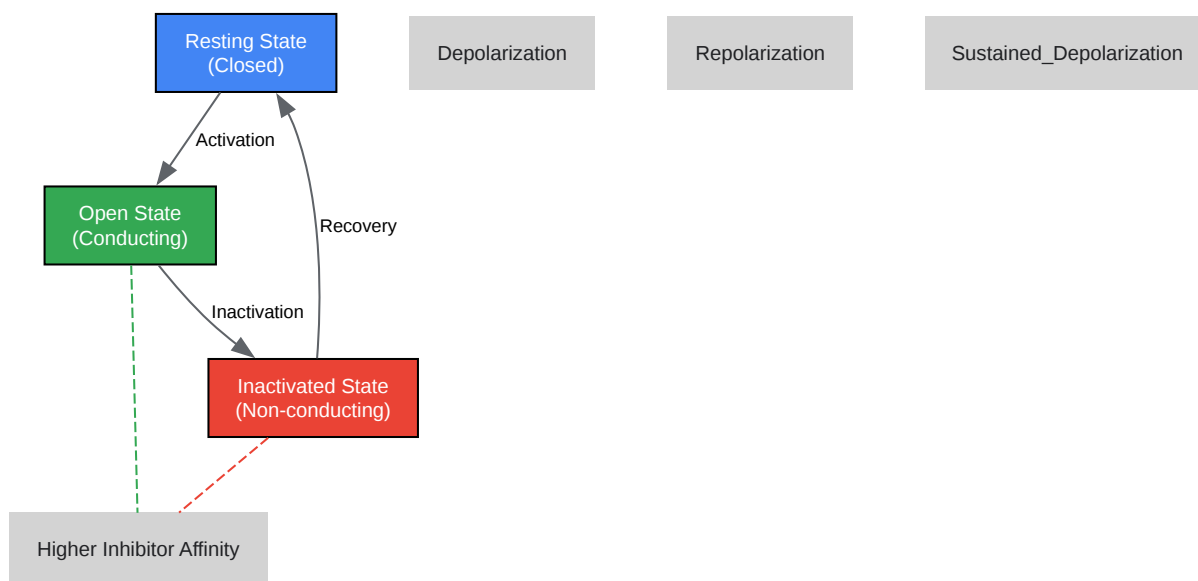 Resting State
(Closed)
Depolarization
Repolarization
Sustained_Depolarization
Activation
Open State
(Conducting)
Recovery
Inactivation
Inactivated State
(Non-conducting)
Higher Inhibitor Affinity